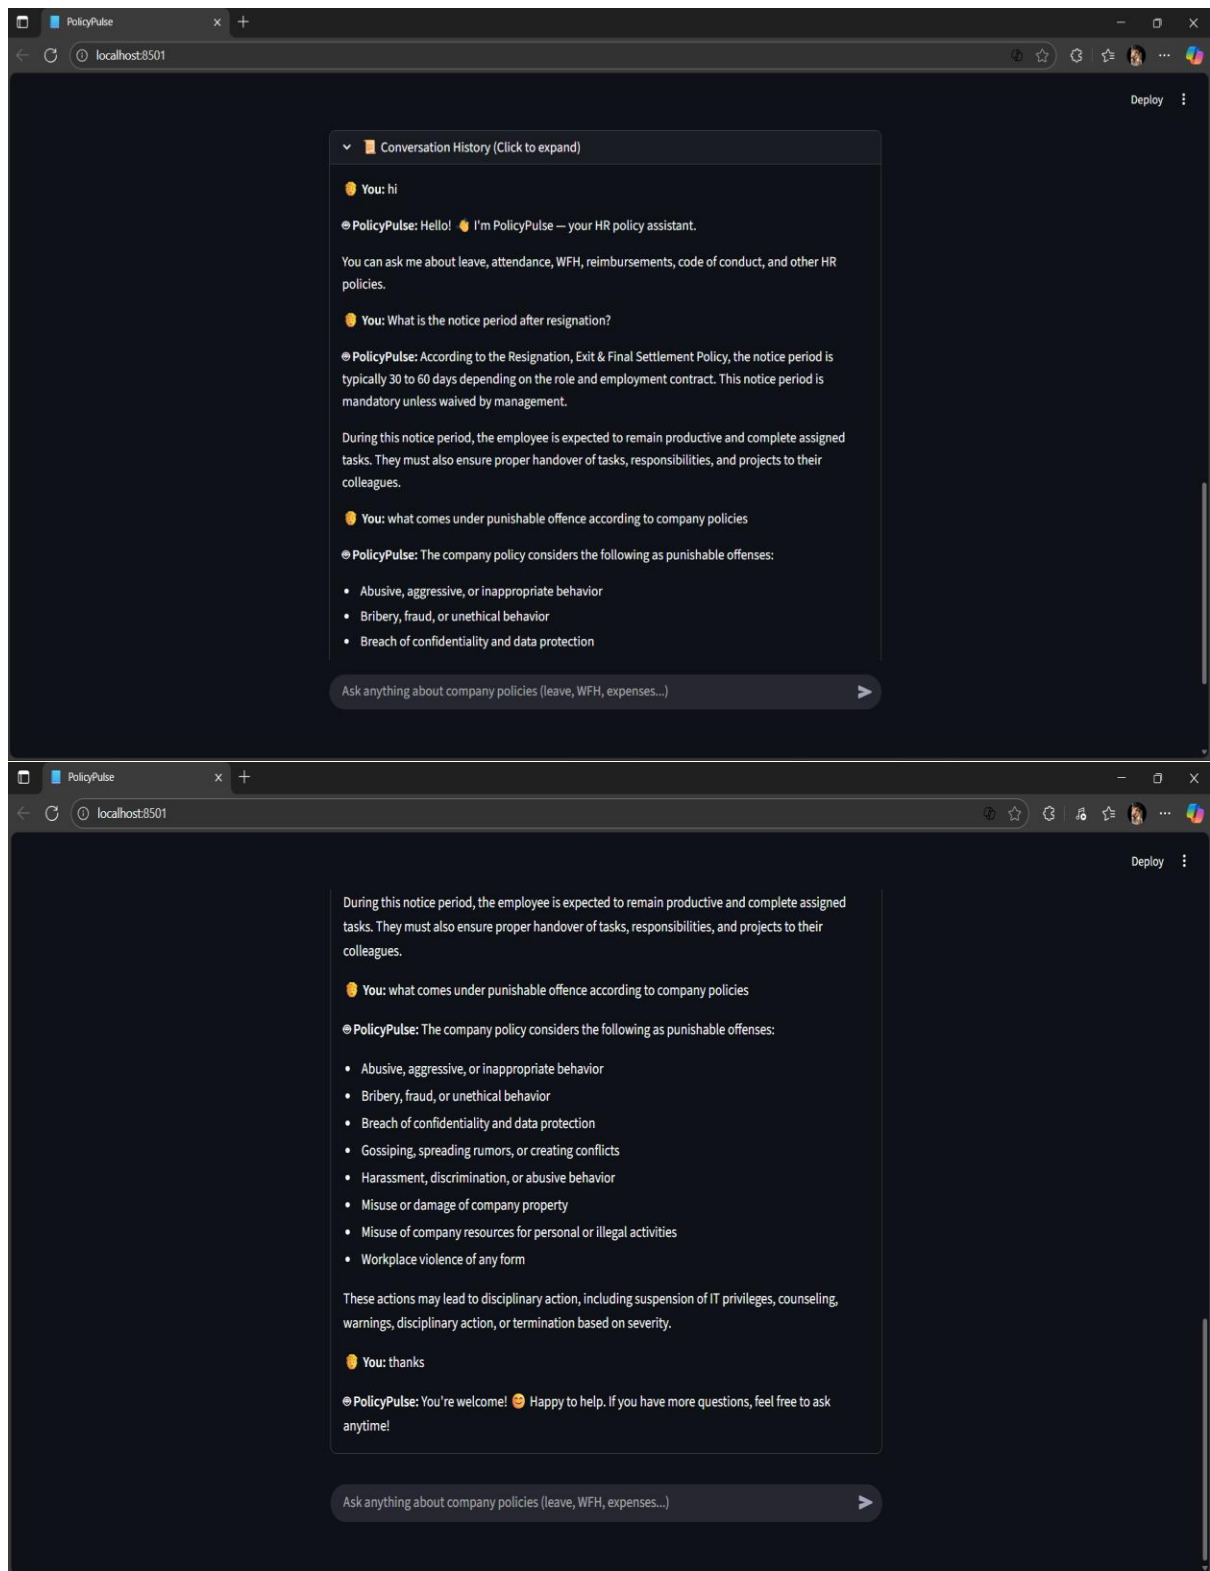 PolicyPulse
localhost:8501
Deploy
📜 Conversation History (Click to expand)
You: hi
PolicyPulse: Hello! 👋 I'm PolicyPulse — your HR policy assistant.
You can ask me about leave, attendance, WFH, reimbursements, code of conduct, and other HR
policies.
You: What is the notice period after resignation?
PolicyPulse: According to the Resignation, Exit & Final Settlement Policy, the notice period is
typically 30 to 60 days depending on the role and employment contract. This notice period is
mandatory unless waived by management.
During this notice period, the employee is expected to remain productive and complete assigned
tasks. They must also ensure proper handover of tasks, responsibilities, and projects to their
colleagues.
You: what comes under punishable offence according to company policies
PolicyPulse: The company policy considers the following as punishable offenses:
• Abusive, aggressive, or inappropriate behavior
• Bribery, fraud, or unethical behavior
• Breach of confidentiality and data protection
Ask anything about company policies (leave, WFH, expenses...)
PolicyPulse
localhost:8501
Deploy
During this notice period, the employee is expected to remain productive and complete assigned
tasks. They must also ensure proper handover of tasks, responsibilities, and projects to their
colleagues.
You: what comes under punishable offence according to company policies
PolicyPulse: The company policy considers the following as punishable offenses:
• Abusive, aggressive, or inappropriate behavior
• Bribery, fraud, or unethical behavior
• Breach of confidentiality and data protection
• Gossiping, spreading rumors, or creating conflicts
• Harassment, discrimination, or abusive behavior
• Misuse or damage of company property
• Misuse of company resources for personal or illegal activities
• Workplace violence of any form
These actions may lead to disciplinary action, including suspension of IT privileges, counseling,
warnings, disciplinary action, or termination based on severity.
You: thanks
PolicyPulse: You're welcome! 😊 Happy to help. If you have more questions, feel free to ask
anytime!
Ask anything about company policies (leave, WFH, expenses...)